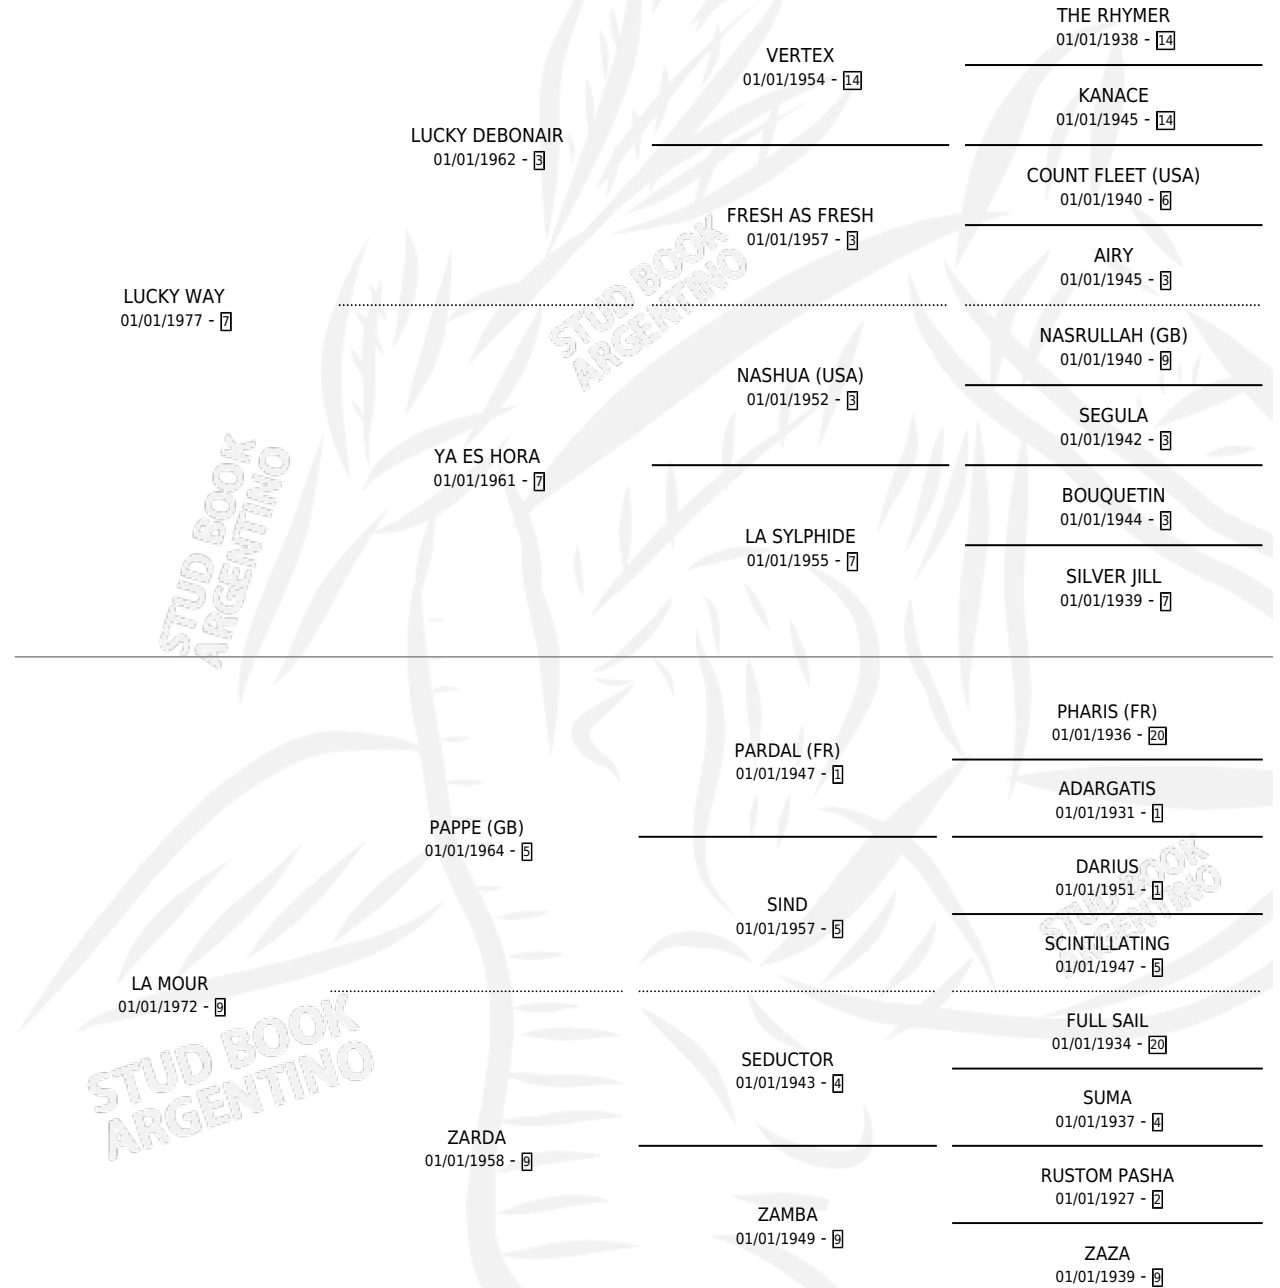 THE RHYMER
01/01/1938 - 14
VERTEX
01/01/1954 - 14
KANACE
01/01/1945 - 14
LUCKY DEBONAIR
01/01/1962 - 3
COUNT FLEET (USA)
01/01/1940 - 6
FRESH AS FRESH
01/01/1957 - 3
AIRY
01/01/1945 - 3
LUCKY WAY
01/01/1977 - 7
NASRULLAH (GB)
01/01/1940 - 9
NASHUA (USA)
01/01/1952 - 3
SEGULA
01/01/1942 - 3
YA ES HORA
01/01/1961 - 7
BOUQUETIN
01/01/1944 - 3
LA SYLPHIDE
01/01/1955 - 7
SILVER JILL
01/01/1939 - 7
PHARIS (FR)
01/01/1936 - 20
PARDAL (FR)
01/01/1947 - 1
ADARGATIS
01/01/1931 - 1
PAPPE (GB)
01/01/1964 - 5
DARIUS
01/01/1951 - 1
SIND
01/01/1957 - 5
SCINTILLATING
01/01/1947 - 5
LA MOUR
01/01/1972 - 9
FULL SAIL
01/01/1934 - 20
SEDUCTOR
01/01/1943 - 4
SUMA
01/01/1937 - 4
ZARDA
01/01/1958 - 9
RUSTOM PASHA
01/01/1927 - 2
ZAMBA
01/01/1949 - 9
ZAZA
01/01/1939 - 9
STUD BOOK
ARGENTINO
STUD BOOK
ARGENTINO
STUD BOOK
ARGENTINO
STUD BOOK
ARGENTINO